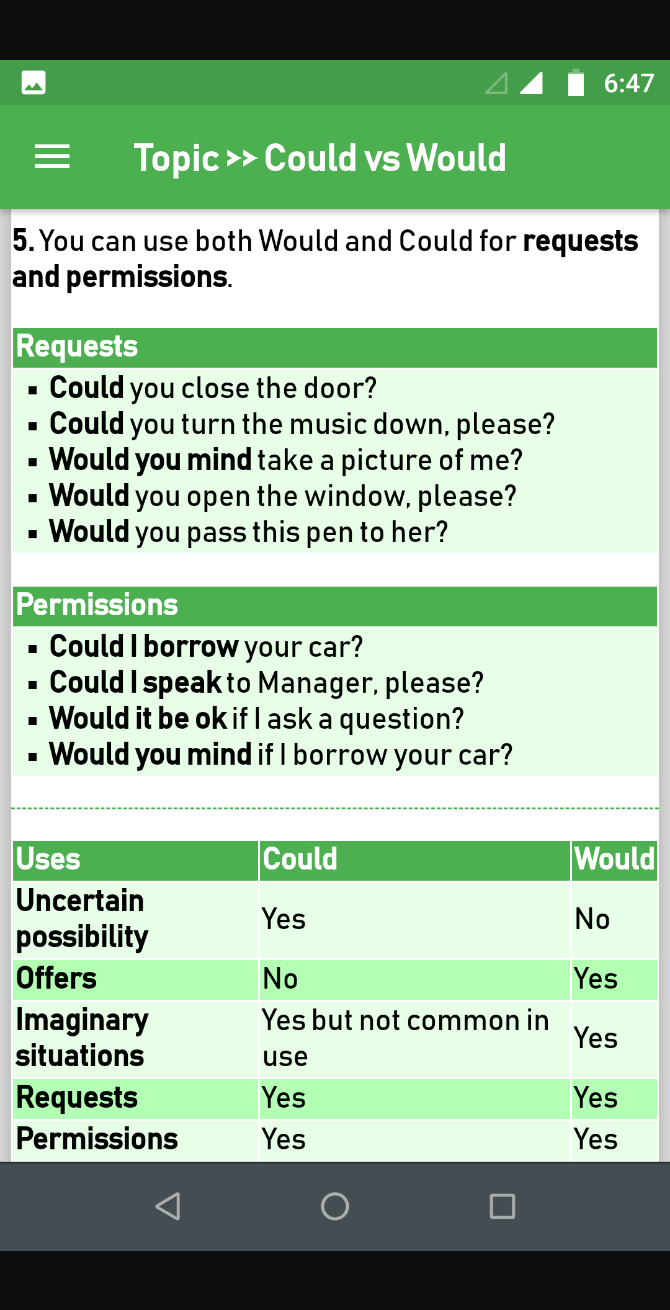 6:47
Topic >> Could vs Would
5. You can use both Would and Could for requests
and permissions.
Requests
▪ Could you close the door?
▪ Could you turn the music down, please?
▪ Would you mind take a picture of me?
▪ Would you open the window, please?
▪ Would you pass this pen to her?
Permissions
▪ Could I borrow your car?
▪ Could I speak to Manager, please?
▪ Would it be ok if I ask a question?
▪ Would you mind if I borrow your car?
Uses Could Would
Uncertain
possibility Yes No
Offers No Yes
Imaginary
situations Yes but not common in
use Yes
Requests Yes Yes
Permissions Yes Yes